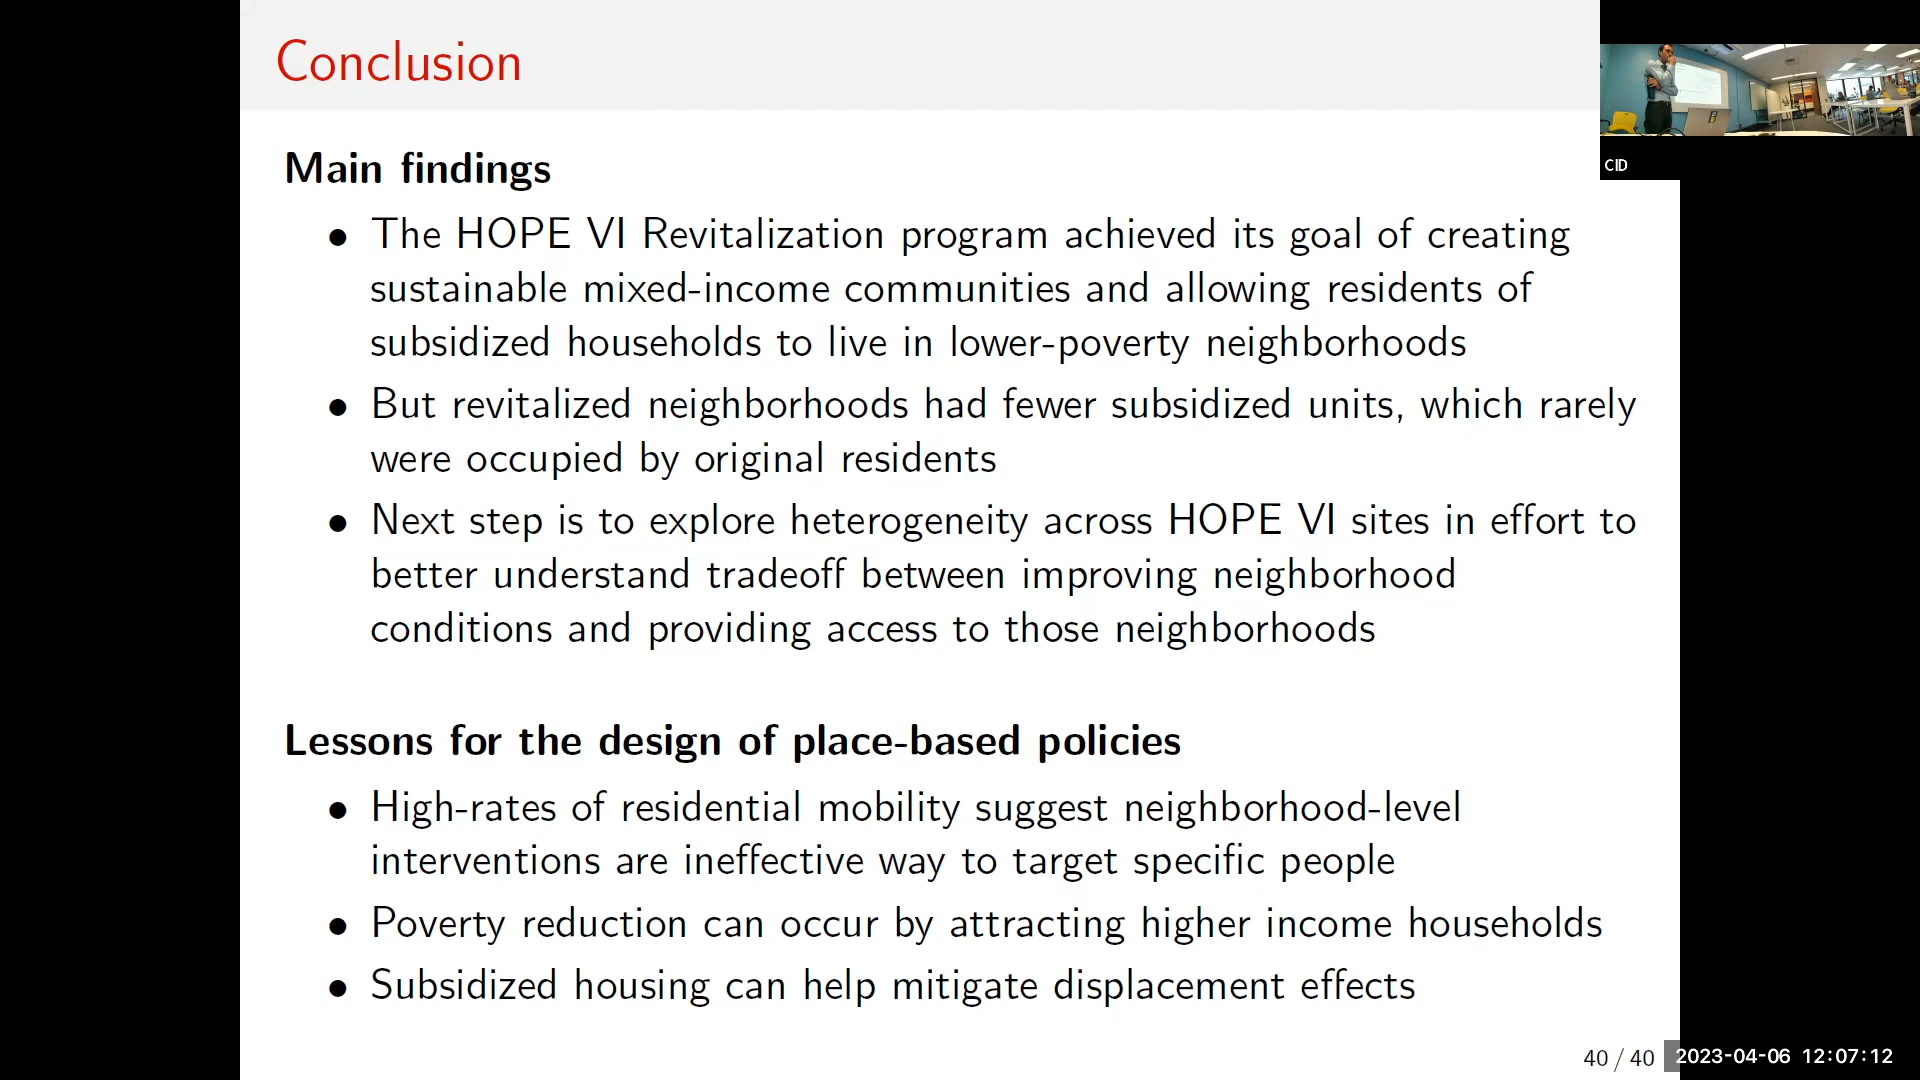 Conclusion
Main findings
• The HOPE VI Revitalization program achieved its goal of creating
sustainable mixed-income communities and allowing residents of
subsidized households to live in lower-poverty neighborhoods
• But revitalized neighborhoods had fewer subsidized units, which rarely
were occupied by original residents
• Next step is to explore heterogeneity across HOPE VI sites in effort to
better understand tradeoff between improving neighborhood
conditions and providing access to those neighborhoods
Lessons for the design of place-based policies
• High-rates of residential mobility suggest neighborhood-level
interventions are ineffective way to target specific people
• Poverty reduction can occur by attracting higher income households
• Subsidized housing can help mitigate displacement effects
40 / 40
CID
2023-04-06 12:07:12